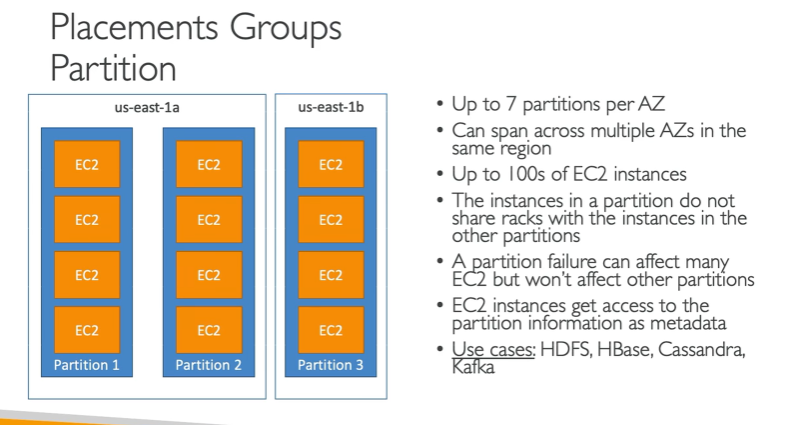 Placements Groups
Partition
us-east-1a
EC2
EC2
EC2
EC2
Partition 1
EC2
EC2
EC2
EC2
Partition 2
us-east-1b
EC2
EC2
EC2
EC2
Partition 3
• Up to 7 partitions per AZ
• Can span across multiple AZs in the
same region
• Up to 100s of EC2 instances
• The instances in a partition do not
share racks with the instances in the
other partitions
• A partition failure can affect many
EC2 but won't affect other partitions
• EC2 instances get access to the
partition information as metadata
• Use cases: HDFS, HBase, Cassandra,
Kafka